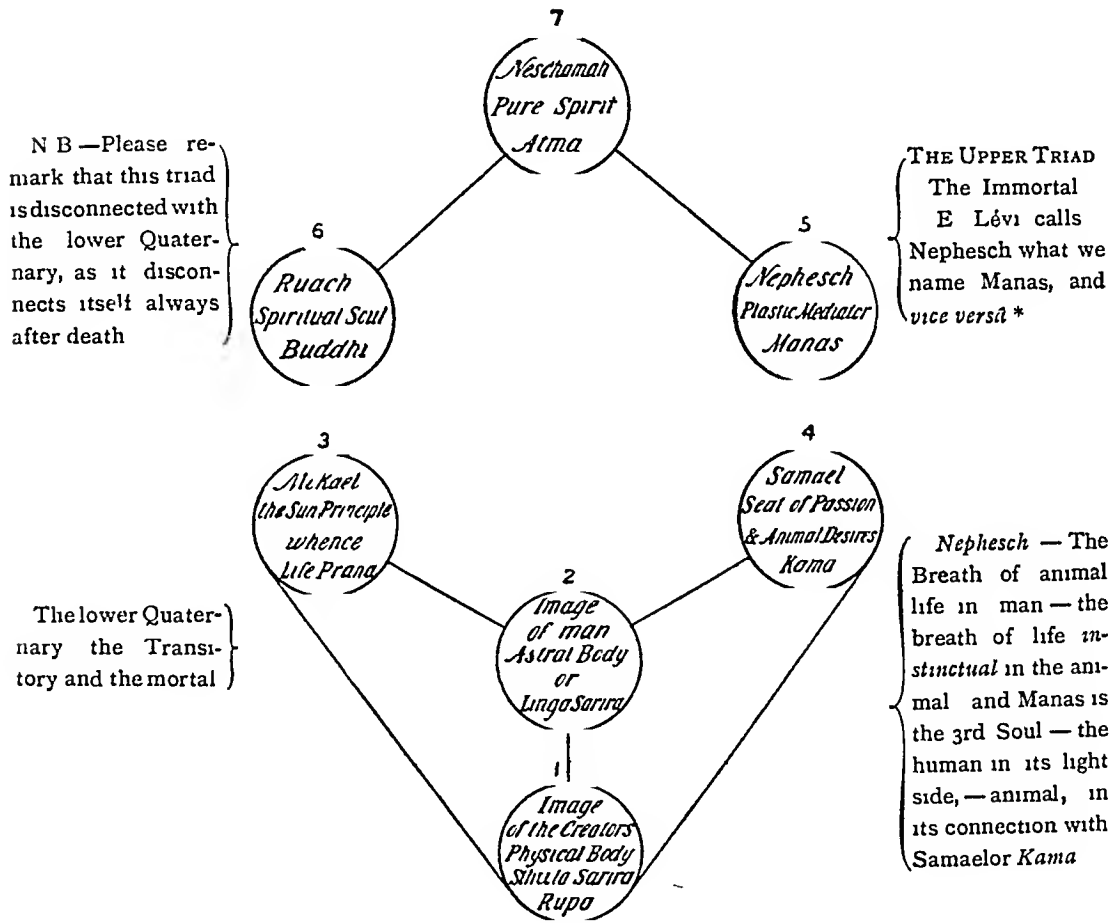 7
Neschamah
Pure Spirit
Atma
N B —Please re-
mark that this triad
is disconnected with
the lower Quater-
nary, as it discon-
nects itself always
after death
6
Ruach
Spiritual Soul
Buddhi
5
Nephesch
Plastic Mediator
Manas
THE UPPER TRIAD
The Immortal
E Lévi calls
Nephesch what we
name Manas, and
vice versâ *
3
Mikael
the Sun Principle
whence
Life Prana
4
Samael
Seat of Passion
& Animal Desires
Kama
The lower Quater-
nary the Transi-
tory and the mortal
2
Image
of man
Astral Body
or
Linga Sarira
Nephesch — The
Breath of animal
life in man — the
breath of life in-
stinctual in the ani-
mal and Manas is
the 3rd Soul — the
human in its light
side, — animal, in
its connection with
Samaelor Kama
1
Image
of the Creators
Physical Body
Sthula Sarira
Rupa